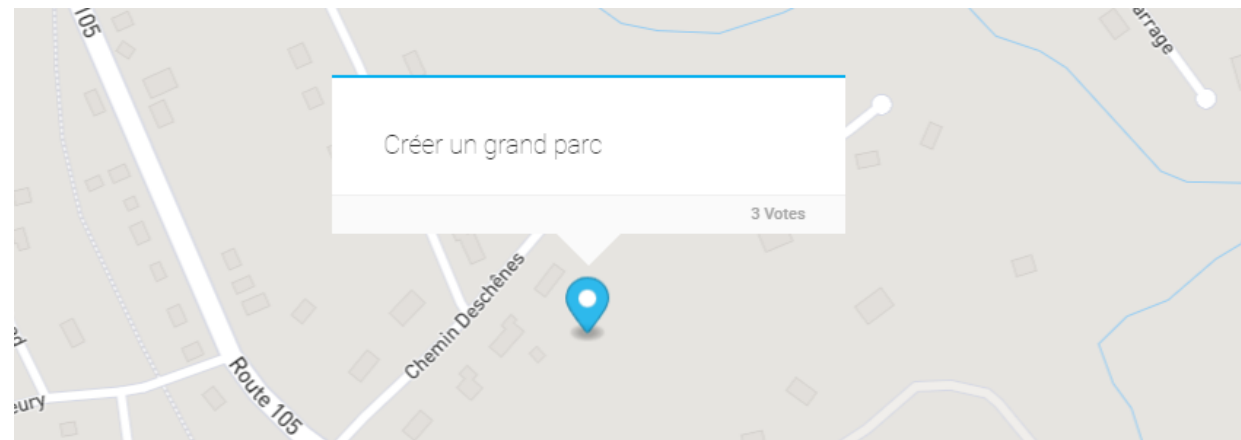 105
arrage
Créer un grand parc
3 Votes
Chemin Deschênes
Route 105
eury